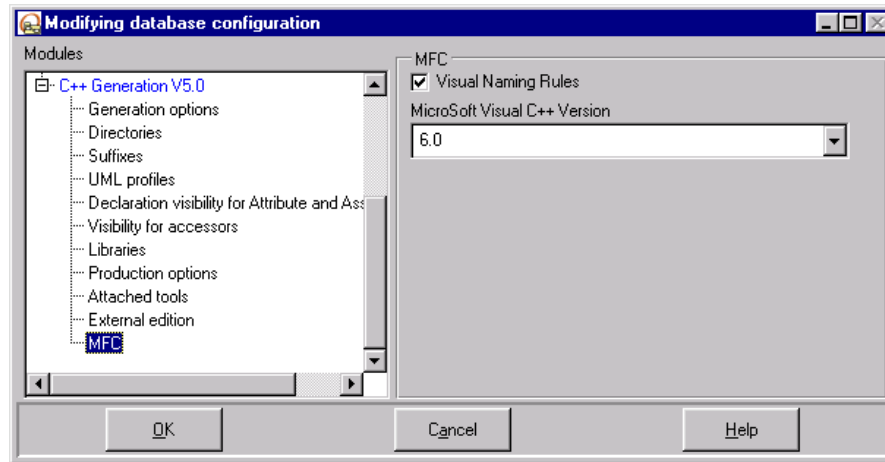 Modifying database configuration
Modules
C++ Generation V5.0
Generation options
Directories
Suffixes
UML profiles
Declaration visibility for Attribute and Ass
Visibility for accessors
Libraries
Production options
Attached tools
External edition
MFC
MFC
Visual Naming Rules
MicroSoft Visual C++ Version
6.0
OK
Cancel
Help